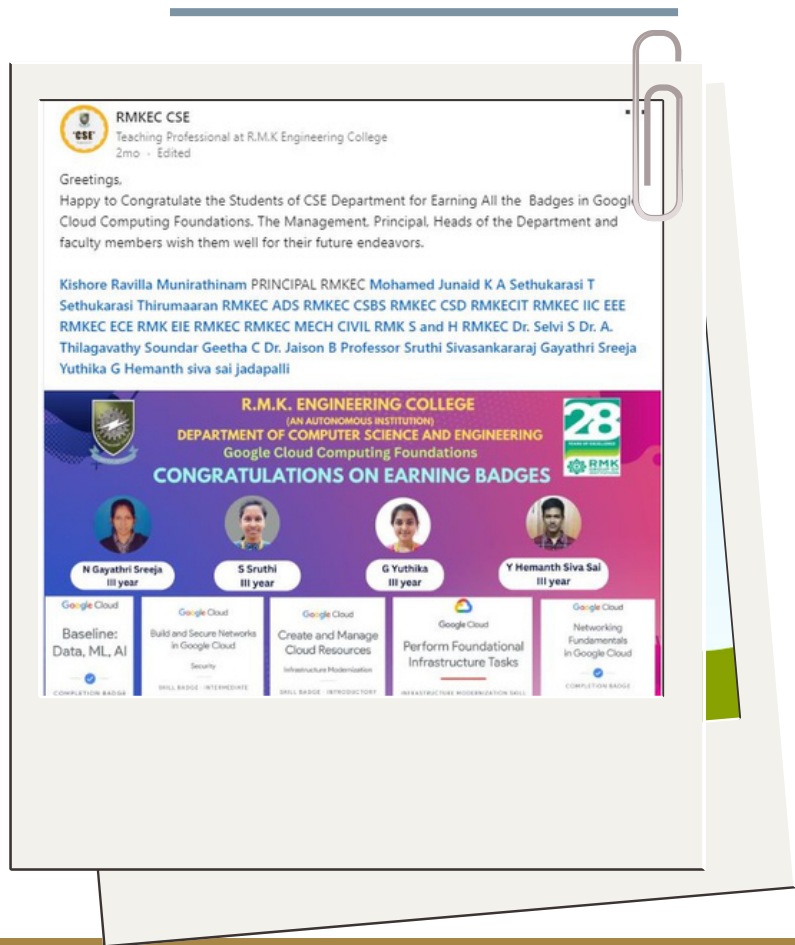 RMKEC CSE
Teaching Professional at R.M.K Engineering College
2mo · Edited
Greetings,
Happy to Congratulate the Students of CSE Department for Earning All the Badges in Google
Cloud Computing Foundations. The Management, Principal, Heads of the Department and
faculty members wish them well for their future endeavors.
Kishore Ravilla Munirathinam PRINCIPAL RMKEC Mohamed Junaid K A Sethukarasi T
Sethukarasi Thirumaaran RMKEC ADS RMKEC CSBS RMKEC CSD RMKECIT RMKEC IIC EEE
RMKEC ECE RMK EIE RMKEC RMKEC MECH CIVIL RMK S and H RMKEC Dr. Selvi S Dr. A.
Thilagavathy Soundar Geetha C Dr. Jaison B Professor Sruthi Sivasankararaj Gayathri Sreeja
Yuthika G Hemanth siva sai jadapalli
R.M.K. ENGINEERING COLLEGE
(AN AUTONOMOUS INSTITUTION)
DEPARTMENT OF COMPUTER SCIENCE AND ENGINEERING
Google Cloud Computing Foundations
CONGRATULATIONS ON EARNING BADGES
CSE
28
YEARS OF EXCELLENCE
RMK
N Gayathri Sreeja
III year
S Sruthi
III year
G Yuthika
III year
Y Hemanth Siva Sai
III year
Google Cloud
Baseline:
Data, ML, AI
COMPLETION BADGE
Google Cloud
Build and Secure Networks
in Google Cloud
Security
SKILL BADGE · INTERMEDIATE
Google Cloud
Create and Manage
Cloud Resources
Infrastructure Modernization
SKILL BADGE · INTRODUCTORY
Google Cloud
Perform Foundational
Infrastructure Tasks
INFRASTRUCTURE MODERNIZATION SKILL
Google Cloud
Networking
Fundamentals
in Google Cloud
COMPLETION BADGE